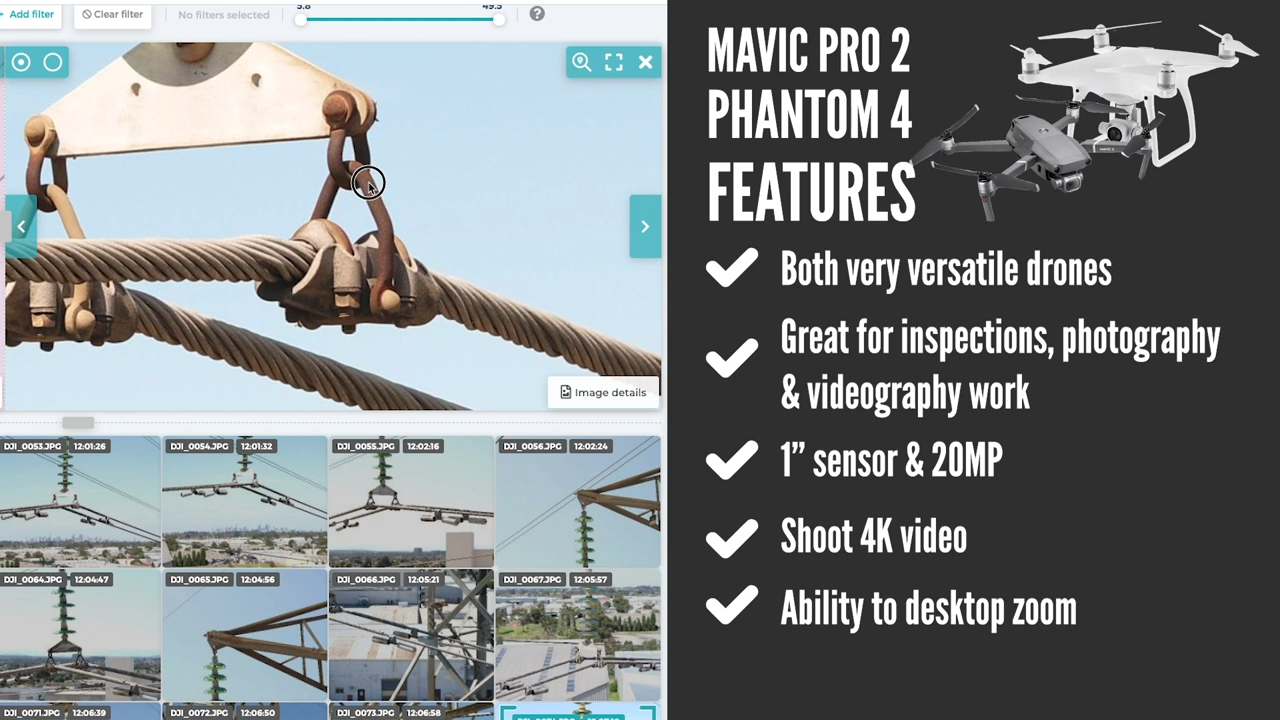 Add filter
Clear filter
No filters selected
5.8
49.5
?
Image details
DJI_0053.JPG 12:01:26
DJI_0054.JPG 12:01:32
DJI_0055.JPG 12:02:16
DJI_0056.JPG 12:02:24
DJI_0064.JPG 12:04:47
DJI_0065.JPG 12:04:56
DJI_0066.JPG 12:05:21
DJI_0067.JPG 12:05:57
DJI_0071.JPG 12:06:39
DJI_0072.JPG 12:06:50
DJI_0073.JPG 12:06:58
MAVIC PRO 2
PHANTOM 4
FEATURES
Both very versatile drones
Great for inspections, photography
& videography work
1” sensor & 20MP
Shoot 4K video
Ability to desktop zoom